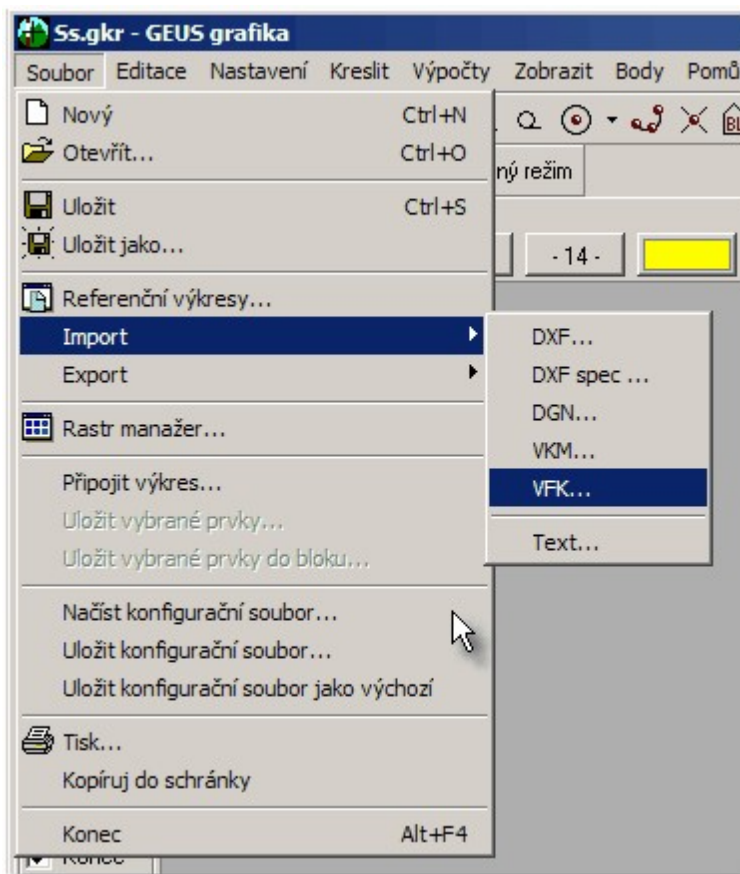 Ss.gkr - GEUS grafika
Soubor Editace Nastavení Kreslit Výpočty Zobrazit Body Pomů
Nový Ctrl+N
Otevřít... Ctrl+O
ný režim
Uložit Ctrl+S
Uložit jako...
- 14 -
Referenční výkresy...
Import
Export
Rastr manažer...
Připojit výkres...
Uložit vybrané prvky...
Uložit vybrané prvky do bloku...
Načíst konfigurační soubor...
Uložit konfigurační soubor...
Uložit konfigurační soubor jako výchozí
Tisk...
Kopíruj do schránky
Konec Alt+F4
Konec
DXF...
DXF spec ...
DGN...
VKM...
VFK...
Text...